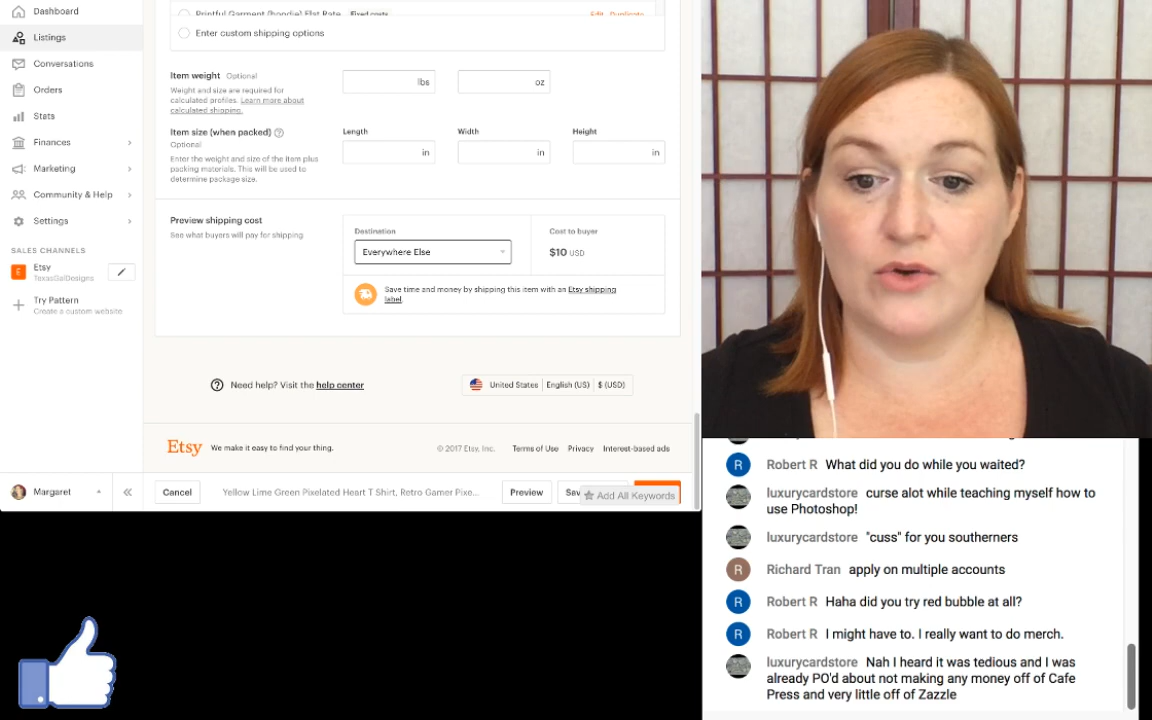 Dashboard
Listings
Conversations
Orders
Stats
Finances
Marketing
Community & Help
Settings
SALES CHANNELS
E
Etsy
TexasGalDesigns
Try Pattern
Create a custom website
Margaret
Printful Garment (hoodie) Flat Rate Fixed costs Edit Duplicate
Enter custom shipping options
Item weight Optional
Weight and size are required for
calculated profiles. Learn more about
calculated shipping.
lbs
oz
Item size (when packed) ?
Optional
Enter the weight and size of the item plus
packing materials. This will be used to
determine package size.
Length Width Height
in in in
Preview shipping cost
See what buyers will pay for shipping.
Destination
Everywhere Else
Cost to buyer
$10 USD
Save time and money by shipping this item with an Etsy shipping
label.
Need help? Visit the help center
United States | English (US) | $ (USD)
Etsy We make it easy to find your thing.
© 2017 Etsy, Inc. Terms of Use Privacy Interest-based ads
Cancel
Yellow Lime Green Pixelated Heart T Shirt, Retro Gamer Pixe...
Preview
Add All Keywords
R Robert R What did you do while you waited?
luxurycardstore curse alot while teaching myself how to
use Photoshop!
luxurycardstore "cuss" for you southerners
R Richard Tran apply on multiple accounts
R Robert R Haha did you try red bubble at all?
R Robert R I might have to. I really want to do merch.
luxurycardstore Nah I heard it was tedious and I was
already PO'd about not making any money off of Cafe
Press and very little off of Zazzle